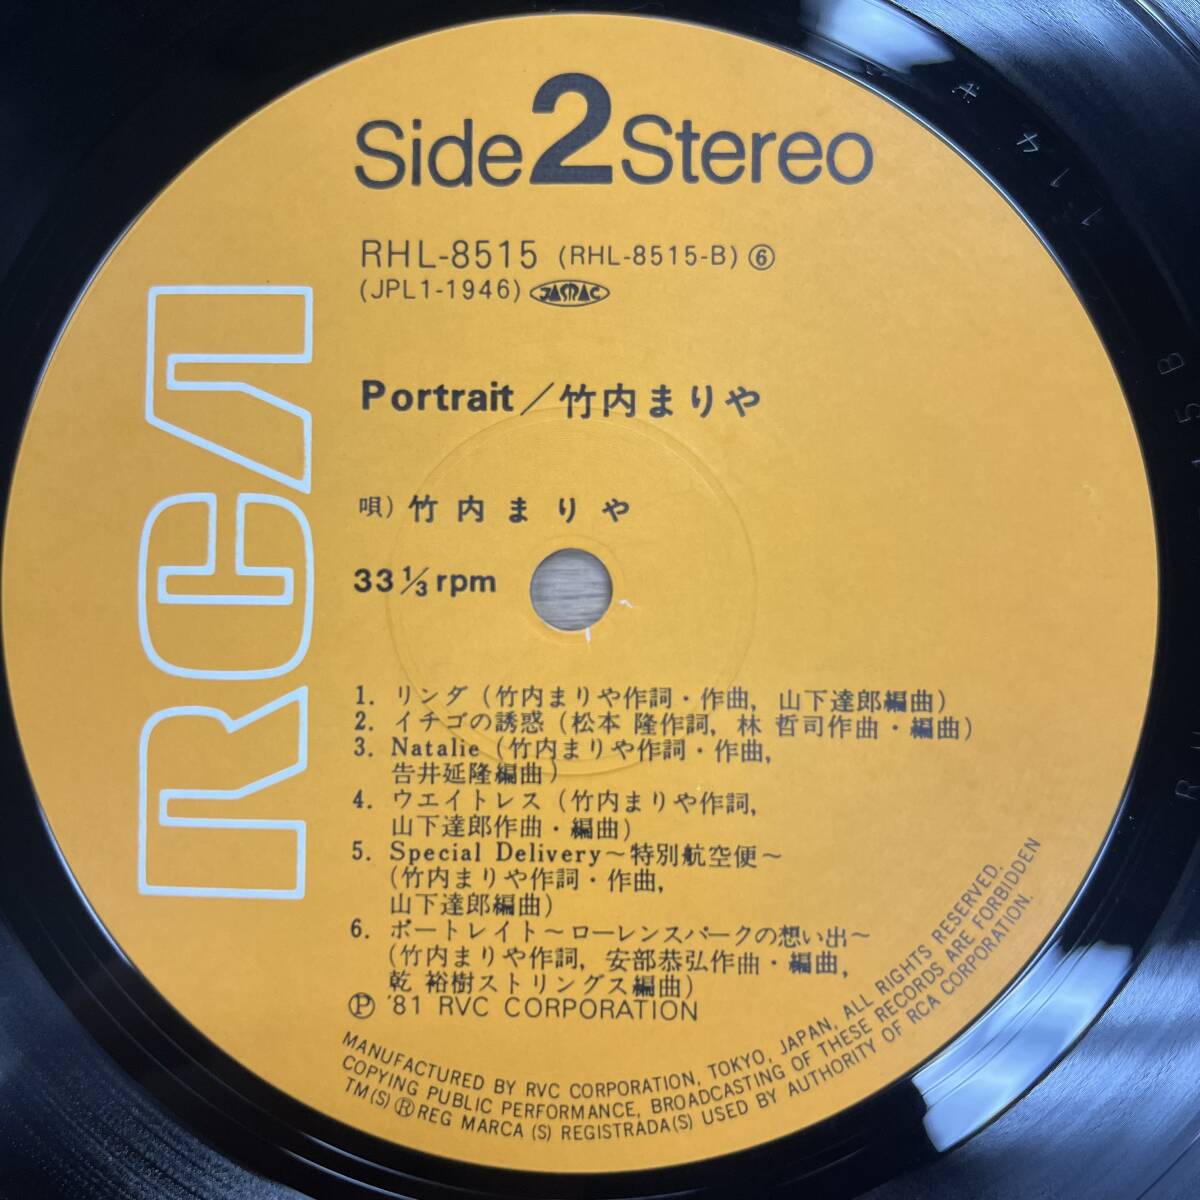 Side 2 Stereo
RHL-8515 (RHL-8515-B) ⑥
(JPL1-1946) JASRAC
RCA
Portrait/竹内まりや
唄) 竹内まりや
33 1/3 rpm
1. リンダ (竹内まりや作詞・作曲, 山下達郎編曲)
2. イチゴの誘惑 (松本 隆作詞, 林 哲司作曲・編曲)
3. Natalie (竹内まりや作詞・作曲,
告井延隆編曲)
4. ウエイトレス (竹内まりや作詞,
山下達郎作曲・編曲)
5. Special Delivery～特別航空便～
(竹内まりや作詞・作曲,
山下達郎編曲)
6. ポートレイト～ローレンスパークの想い出～
(竹内まりや作詞, 安部恭弘作曲・編曲,
乾 裕樹ストリングス編曲)
Ⓟ '81 RVC CORPORATION
MANUFACTURED BY RVC CORPORATION, TOKYO, JAPAN, ALL RIGHTS RESERVED.
COPYING PUBLIC PERFORMANCE, BROADCASTING OF THESE RECORDS ARE FORBIDDEN
TM(S) ® REG MARCA (S) REGISTRADA(S) USED BY AUTHORITY OF RCA CORPORATION.
114